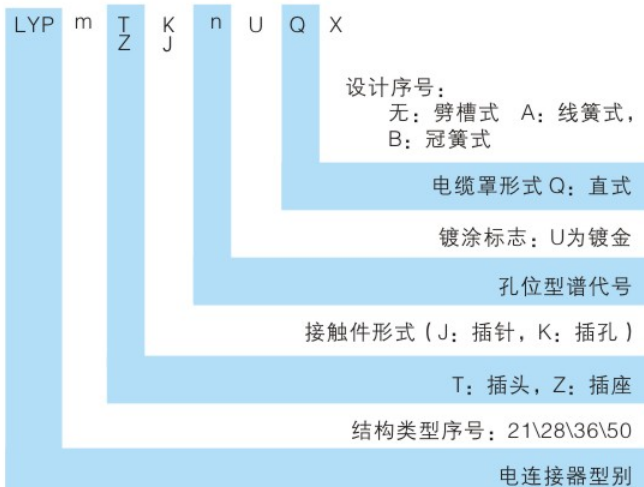 LYP m T K n U Q X
Z J
设计序号:
无: 劈槽式 A: 线簧式,
B: 冠簧式
电缆罩形式 Q: 直式
镀涂标志: U为镀金
孔位型谱代号
接触件形式 ( J: 插针, K: 插孔 )
T: 插头, Z: 插座
结构类型序号: 21\28\36\50
电连接器型别